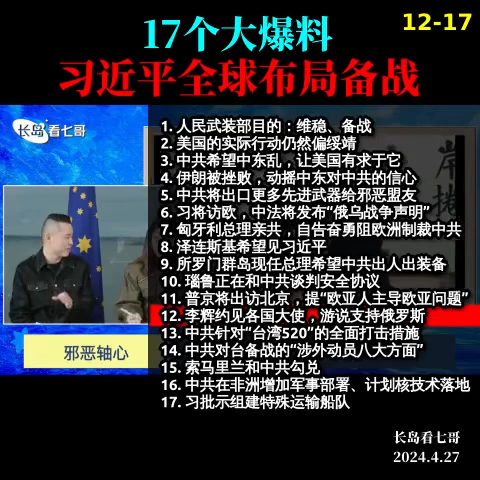 12-17
17个大爆料
习近平全球布局备战
长岛看七哥
1. 人民武装部目的：维稳、备战
2. 美国的实际行动仍然偏绥靖
3. 中共希望中东乱，让美国有求于它
4. 伊朗被挫败，动摇中东对中共的信心
5. 中共将出口更多先进武器给邪恶盟友
6. 习将访欧，中法将发布“俄乌战争声明”
7. 匈牙利总理亲共，自告奋勇阻欧洲制裁中共
8. 泽连斯基希望见习近平
9. 所罗门群岛现任总理希望中共出人出装备
10. 瑙鲁正在和中共谈判安全协议
11. 普京将出访北京，提“欧亚人主导欧亚问题”
12. 李辉约见各国大使，游说支持俄罗斯
13. 中共针对“台湾520”的全面打击措施
14. 中共对台备战的“涉外动员八大方面”
15. 索马里兰和中共勾兑
16. 中共在非洲增加军事部署、计划核技术落地
17. 习批示组建特殊运输船队
邪恶轴心
长岛看七哥
2024.4.27